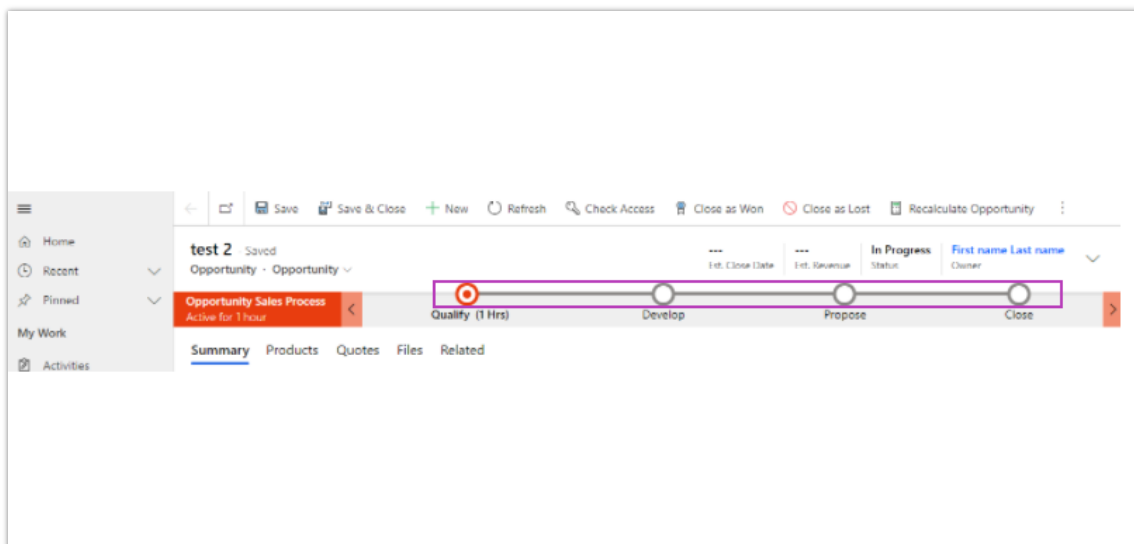 Save Save & Close New Refresh Check Access Close as Won Close as Lost Recalculate Opportunity
Home
Recent
Pinned
My Work
Activities
test 2 - Saved
Opportunity · Opportunity
---
Est. Close Date
---
Est. Revenue
In Progress
Status
First name Last name
Owner
Opportunity Sales Process
Active for 1 hour
Qualify (1 Hrs)
Develop
Propose
Close
Summary Products Quotes Files Related